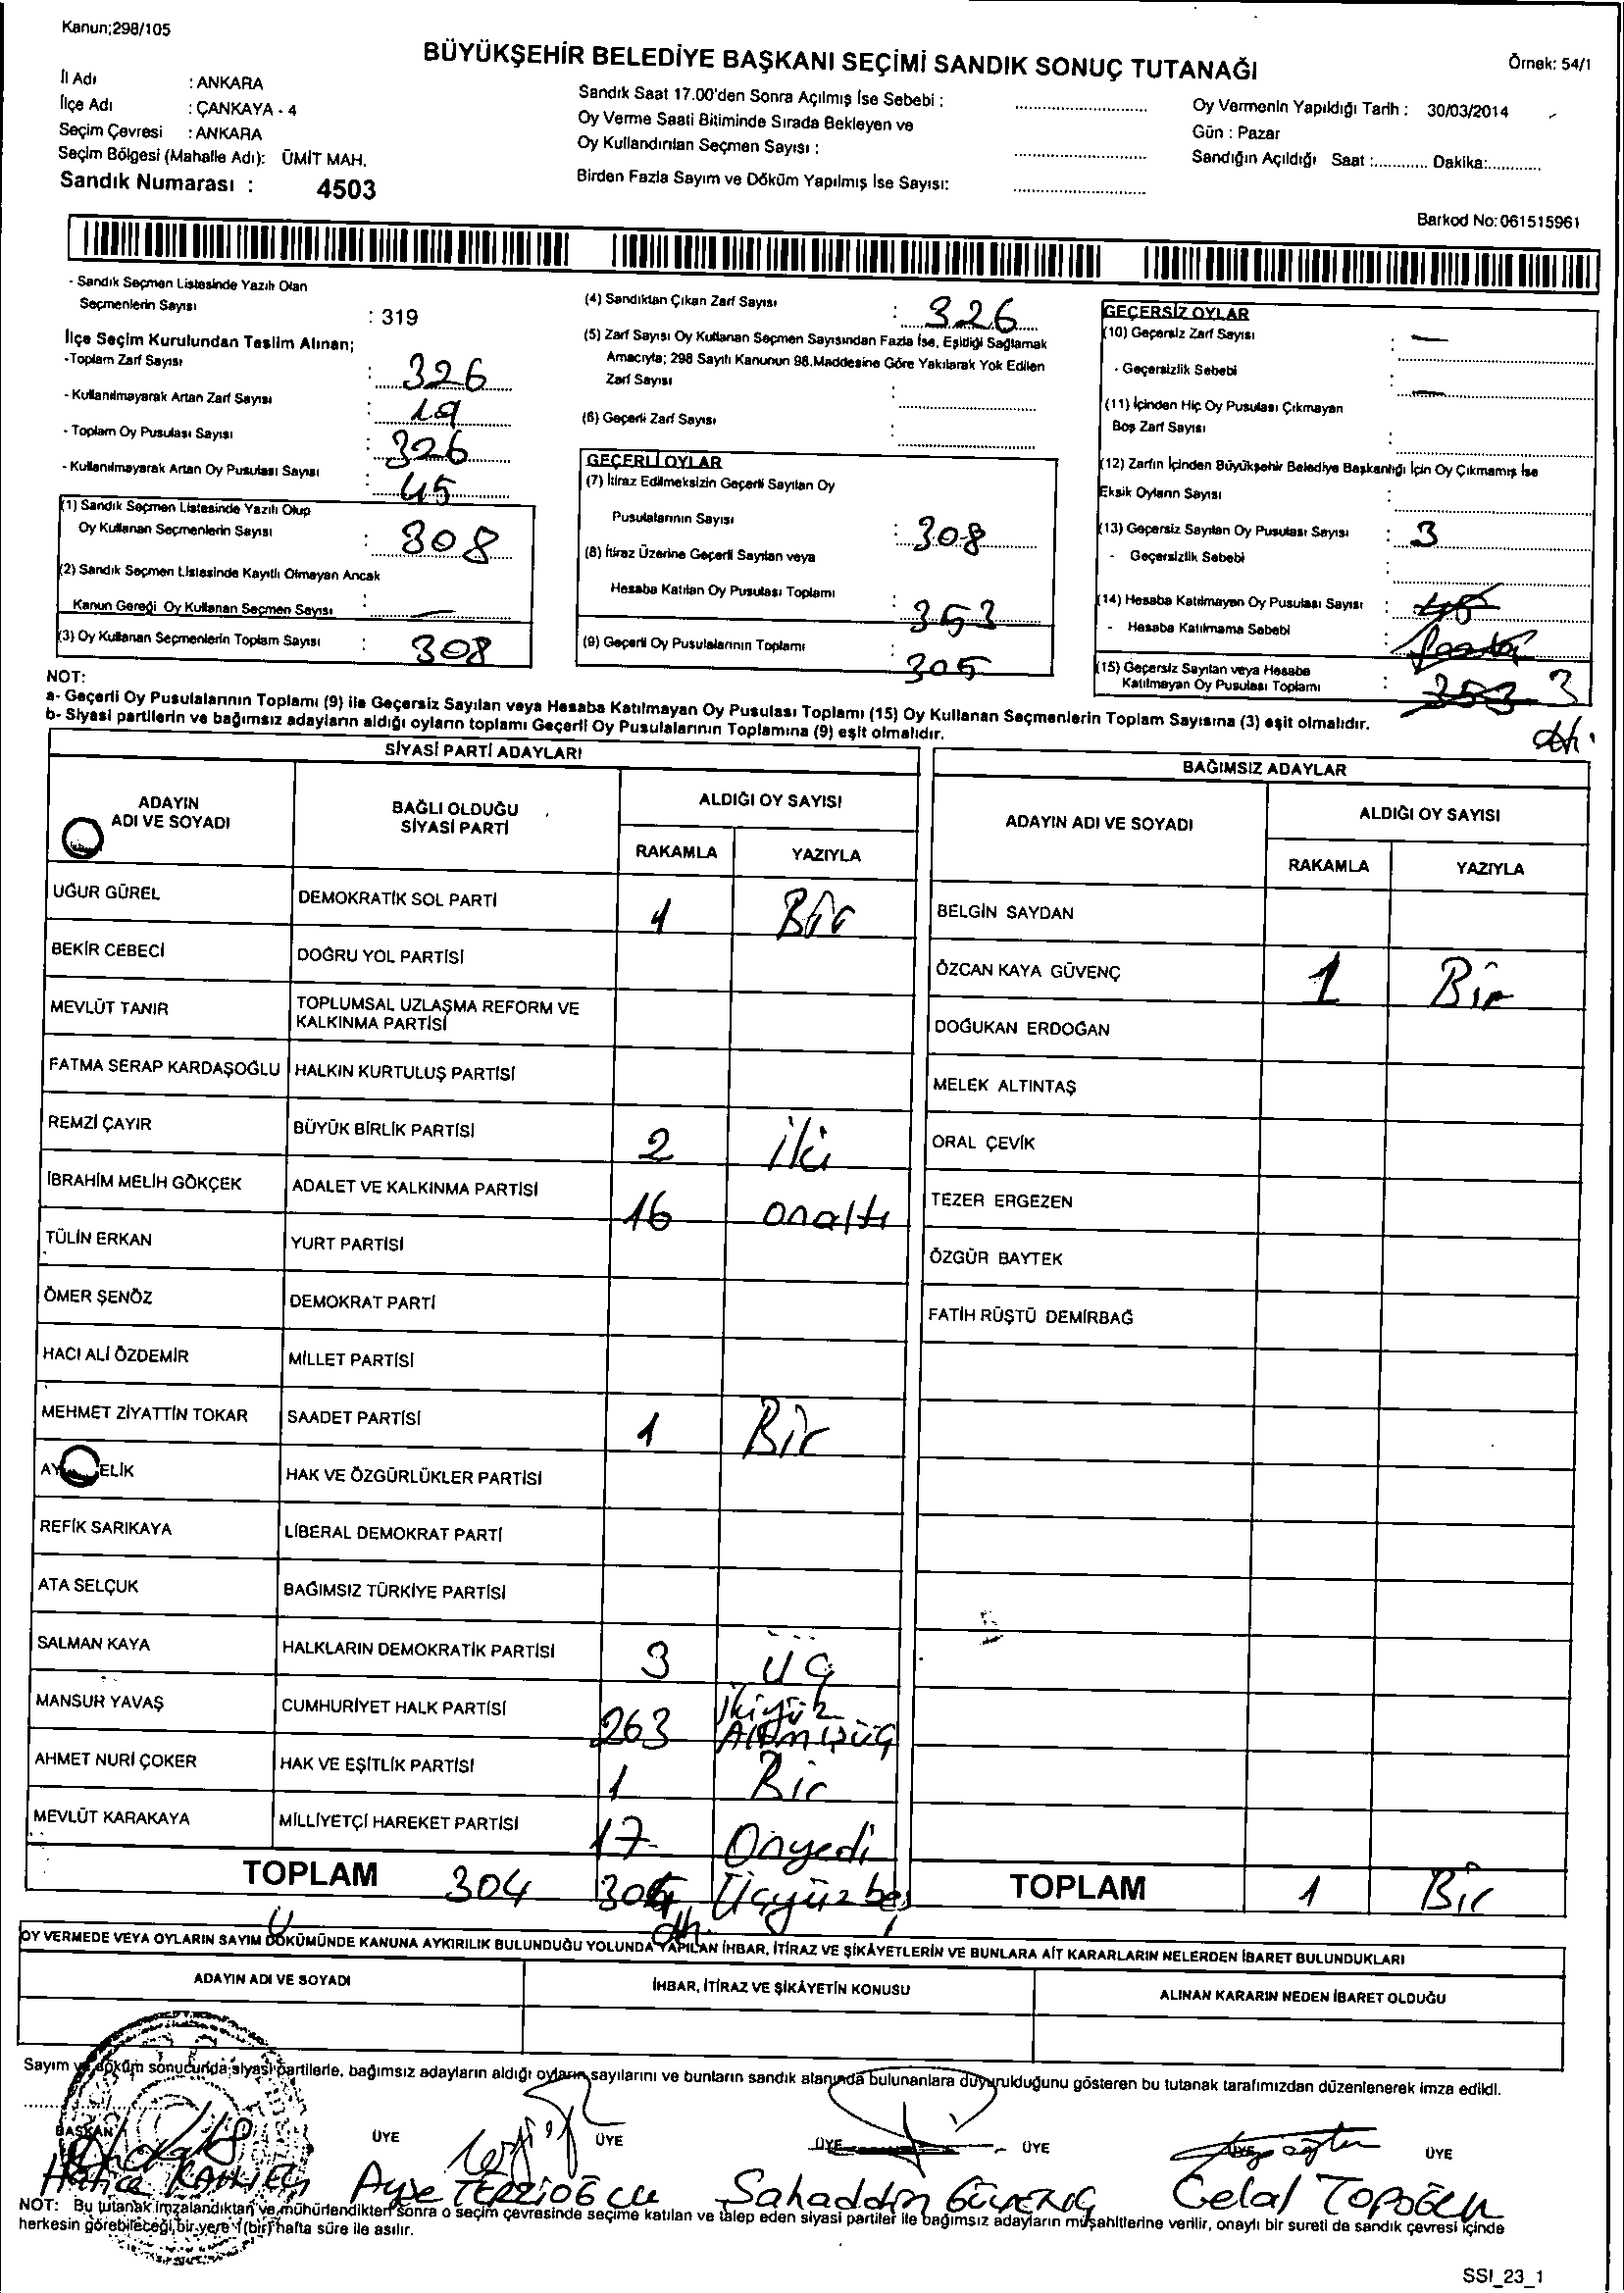 Kanun;298/105
BÜYÜKŞEHİR BELEDİYE BAŞKANI SEÇİMİ SANDIK SONUÇ TUTANAĞI
Örnek: 54/1
İl Adı : ANKARA
İlçe Adı : ÇANKAYA - 4
Seçim Çevresi : ANKARA
Seçim Bölgesi (Mahalle Adı): ÜMİT MAH.
Sandık Numarası : 4503
Sandık Saat 17.00'den Sonra Açılmış İse Sebebi :
Oy Verme Saati Bitiminde Sırada Bekleyen ve
Oy Kullandırılan Seçmen Sayısı :
Birden Fazla Sayım ve Döküm Yapılmış İse Sayısı:
Oy Vermenin Yapıldığı Tarih : 30/03/2014
Gün : Pazar
Sandığın Açıldığı Saat :............ Dakika:............
Barkod No:061515961
- Sandık Seçmen Listesinde Yazılı Olan
Seçmenlerin Sayısı : 319
İlçe Seçim Kurulundan Teslim Alınan;
-Toplam Zarf Sayısı : 326
- Kullanılmayarak Artan Zarf Sayısı : 19
- Toplam Oy Pusulası Sayısı : 326
- Kullanılmayarak Artan Oy Pusulası Sayısı : 45
(1) Sandık Seçmen Listesinde Yazılı Olup
Oy Kullanan Seçmenlerin Sayısı : 308
(2) Sandık Seçmen Listesinde Kayıtlı Olmayan Ancak
Kanun Gereği Oy Kullanan Seçmen Sayısı : —
(3) Oy Kullanan Seçmenlerin Toplam Sayısı : 308
(4) Sandıktan Çıkan Zarf Sayısı : 326
(5) Zarf Sayısı Oy Kullanan Seçmen Sayısından Fazla İse, Eşitliği Sağlamak
Amacıyla; 298 Sayılı Kanunun 98.Maddesine Göre Yakılarak Yok Edilen
Zarf Sayısı :
(6) Geçerli Zarf Sayısı :
GEÇERLİ OYLAR
(7) İtiraz Edilmeksizin Geçerli Sayılan Oy
Pusulalarının Sayısı : 308
(8) İtiraz Üzerine Geçerli Sayılan veya
Hesaba Katılan Oy Pusulası Toplamı : 353
(9) Geçerli Oy Pusulalarının Toplamı : 305
GEÇERSİZ OYLAR
(10) Geçersiz Zarf Sayısı : —
- Geçersizlik Sebebi : —
(11) İçinden Hiç Oy Pusulası Çıkmayan
Boş Zarf Sayısı :
(12) Zarfın İçinden Büyükşehir Belediye Başkanlığı İçin Oy Çıkmamış İse
Eksik Oyların Sayısı :
(13) Geçersiz Sayılan Oy Pusulası Sayısı : 3
- Geçersizlik Sebebi :
(14) Hesaba Katılmayan Oy Pusulası Sayısı : 45
- Hesaba Katılmama Sebebi :
(15) Geçersiz Sayılan veya Hesaba
Katılmayan Oy Pusulası Toplamı : 353 3
NOT:
a- Geçerli Oy Pusulalarının Toplamı (9) ile Geçersiz Sayılan veya Hesaba Katılmayan Oy Pusulası Toplamı (15) Oy Kullanan Seçmenlerin Toplam Sayısına (3) eşit olmalıdır.
b- Siyasi partilerin ve bağımsız adayların aldığı oyların toplamı Geçerli Oy Pusulalarının Toplamına (9) eşit olmalıdır.
SİYASİ PARTİ ADAYLARI
ADAYIN ADI VE SOYADI
BAĞLI OLDUĞU SİYASİ PARTİ
ALDIĞI OY SAYISI
RAKAMLA YAZIYLA
UĞUR GÜREL DEMOKRATİK SOL PARTİ 1 Bir
BEKİR CEBECİ DOĞRU YOL PARTİSİ
MEVLÜT TANIR TOPLUMSAL UZLAŞMA REFORM VE KALKINMA PARTİSİ
FATMA SERAP KARDAŞOĞLU HALKIN KURTULUŞ PARTİSİ
REMZİ ÇAYIR BÜYÜK BİRLİK PARTİSİ 2 iki
İBRAHİM MELİH GÖKÇEK ADALET VE KALKINMA PARTİSİ 16 onaltı
TÜLİN ERKAN YURT PARTİSİ
ÖMER ŞENÖZ DEMOKRAT PARTİ
HACI ALİ ÖZDEMİR MİLLET PARTİSİ
MEHMET ZİYATTİN TOKAR SAADET PARTİSİ 1 Bir
HAK VE ÖZGÜRLÜKLER PARTİSİ
REFİK SARIKAYA LİBERAL DEMOKRAT PARTİ
ATA SELÇUK BAĞIMSIZ TÜRKİYE PARTİSİ
SALMAN KAYA HALKLARIN DEMOKRATİK PARTİSİ 3 üç
MANSUR YAVAŞ CUMHURİYET HALK PARTİSİ 263 İkiyüz Altmışüç
AHMET NURİ ÇOKER HAK VE EŞİTLİK PARTİSİ 1 Bir
MEVLÜT KARAKAYA MİLLİYETÇİ HAREKET PARTİSİ 17 Onyedi
TOPLAM 304 Üçyüzbeş
BAĞIMSIZ ADAYLAR
ADAYIN ADI VE SOYADI
ALDIĞI OY SAYISI
RAKAMLA YAZIYLA
BELGİN SAYDAN
ÖZCAN KAYA GÜVENÇ 1 Bir
DOĞUKAN ERDOĞAN
MELEK ALTINTAŞ
ORAL ÇEVİK
TEZER ERGEZEN
ÖZGÜR BAYTEK
FATİH RÜŞTÜ DEMİRBAĞ
TOPLAM 1 Bir
OY VERMEDE VEYA OYLARIN SAYIM DÖKÜMÜNDE KANUNA AYKIRILIK BULUNDUĞU YOLUNDA YAPILAN İHBAR, İTİRAZ VE ŞİKÂYETLERİN VE BUNLARA AİT KARARLARIN NELERDEN İBARET BULUNDUKLARI
ADAYIN ADI VE SOYADI
İHBAR, İTİRAZ VE ŞİKÂYETİN KONUSU
ALINAN KARARIN NEDEN İBARET OLDUĞU
Sayım ve döküm sonucunda siyasi partilerle, bağımsız adayların aldığı oyların sayılarını ve bunların sandık alanında bulunanlara duyurulduğunu gösteren bu tutanak tarafımızdan düzenlenerek imza edildi.
BAŞKAN ÜYE ÜYE ÜYE ÜYE ÜYE ÜYE
Hatice Ayşe TERZİOĞLU Sahaddin Celal TOPOĞLU
NOT: Bu tutanak imzalandıktan ve mühürlendikten sonra o seçim çevresinde seçime katılan ve talep eden siyasi partiler ile bağımsız adayların müşahitlerine verilir, onaylı bir sureti de sandık çevresi içinde
herkesin görebileceği bir yere 1(bir) hafta süre ile asılır.
SSI_23_1